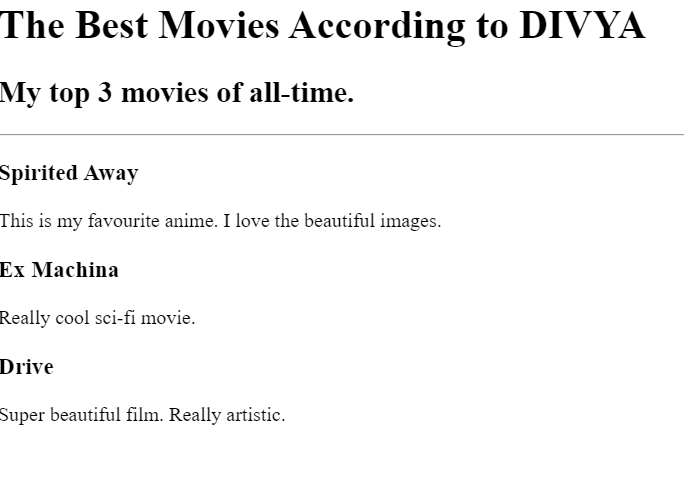 The Best Movies According to DIVYA
My top 3 movies of all-time.
Spirited Away
This is my favourite anime. I love the beautiful images.
Ex Machina
Really cool sci-fi movie.
Drive
Super beautiful film. Really artistic.